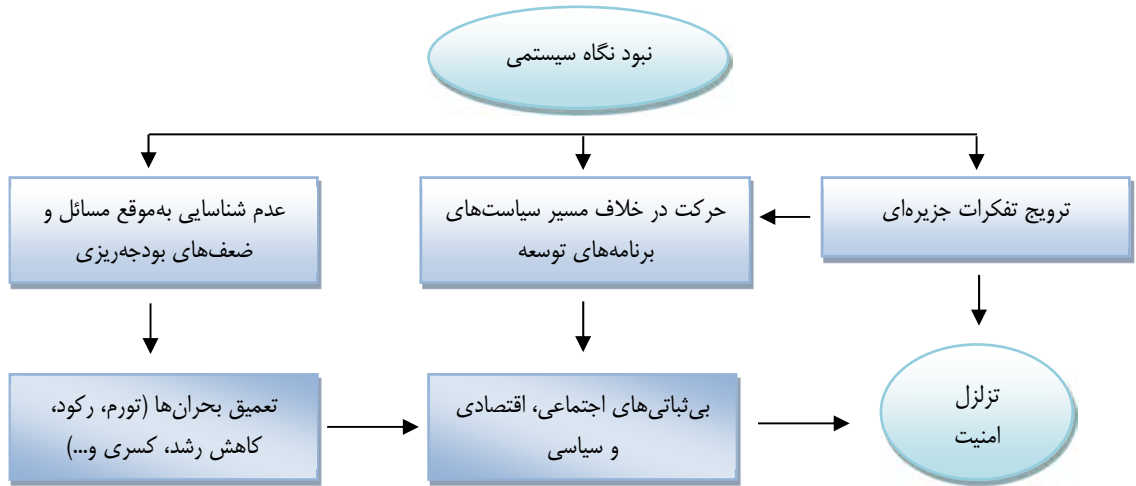 نبود نگاه سیستمی
ترویج تفکرات جزیره‌ای
حرکت در خلاف مسیر سیاست‌های
برنامه‌های توسعه
عدم شناسایی به‌موقع مسائل و
ضعف‌های بودجه‌ریزی
تزلزل
امنیت
بی‌ثباتی‌های اجتماعی، اقتصادی
و سیاسی
تعمیق بحران‌ها (تورم، رکود،
کاهش رشد، کسری و...)